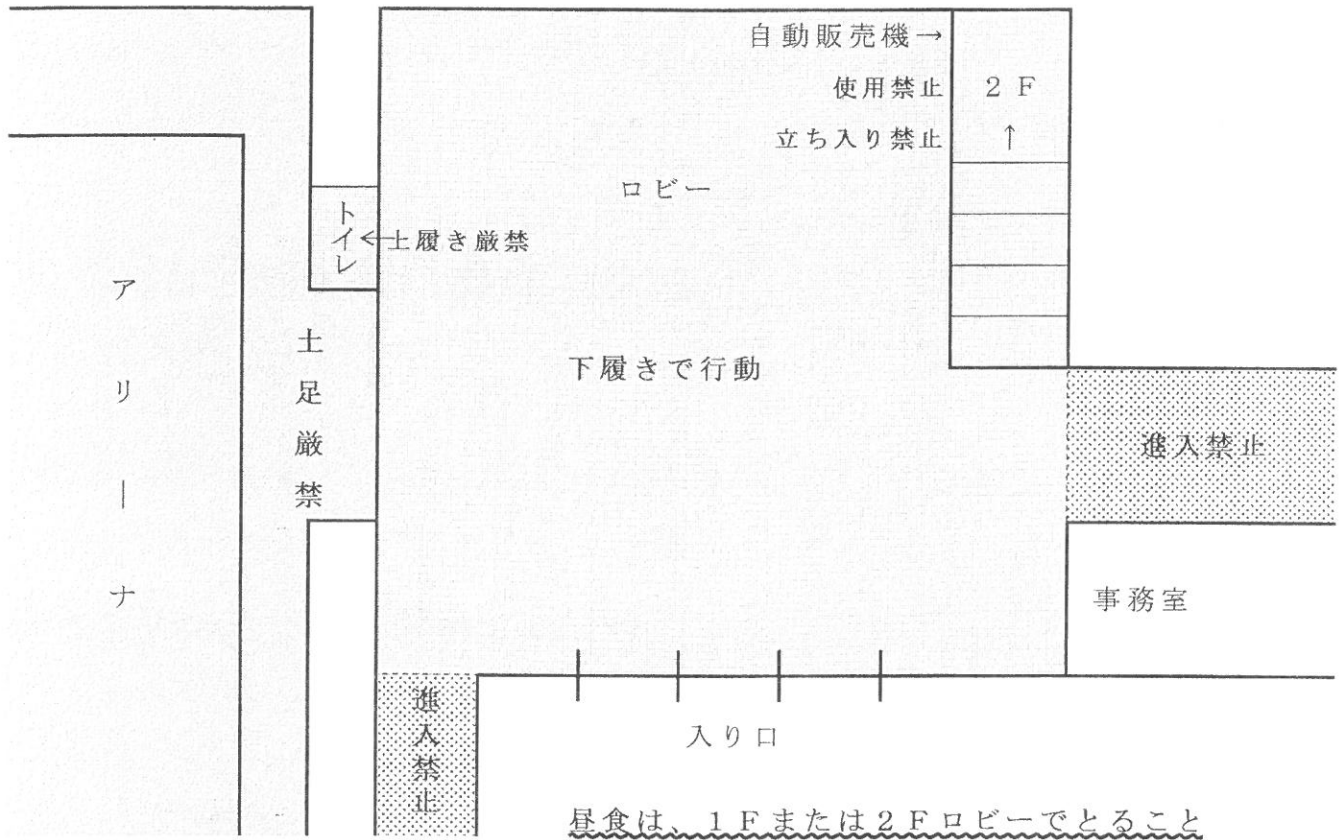 自動販売機→
使用禁止
2F
立ち入り禁止
↑
ロビー
トイレ
←上履き厳禁
アリーナ
土足厳禁
下履きで行動
進入禁止
事務室
進入禁止
入り口
昼食は、1Fまたは2Fロビーでとること